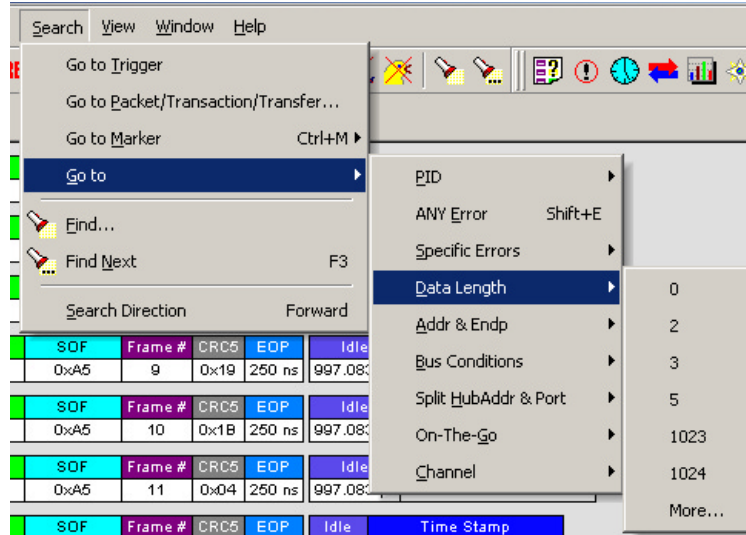 Search View Window Help
Go to Trigger
Go to Packet/Transaction/Transfer...
Go to Marker Ctrl+M
Go to
Find...
Find Next F3
Search Direction Forward
PID
ANY Error Shift+E
Specific Errors
Data Length
Addr & Endp
Bus Conditions
Split HubAddr & Port
On-The-Go
Channel
0
2
3
5
1023
1024
More...
SOF Frame # CRC5 EOP Idle
0xA5 9 0x19 250 ns
SOF Frame # CRC5 EOP Idle
0xA5 10 0x1B 250 ns
SOF Frame # CRC5 EOP Idle
0xA5 11 0x04 250 ns
SOF Frame # CRC5 EOP Idle Time Stamp